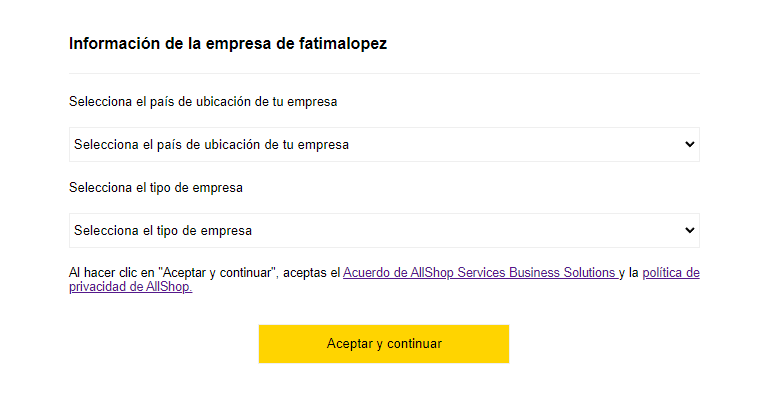 Información de la empresa de fatimalopez
Selecciona el país de ubicación de tu empresa
Selecciona el país de ubicación de tu empresa
Selecciona el tipo de empresa
Selecciona el tipo de empresa
Al hacer clic en "Aceptar y continuar", aceptas el Acuerdo de AllShop Services Business Solutions y la política de
privacidad de AllShop.
Aceptar y continuar